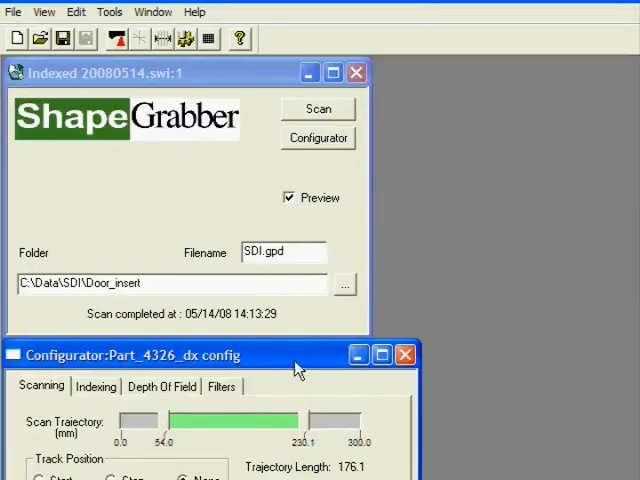 File View Edit Tools Window Help
Indexed 20080514.swi:1
ShapeGrabber
Scan
Configurator
Preview
Folder Filename SDI.gpd
C:\Data\SDI\Door_insert ...
Scan completed at : 05/14/08 14:13:29
Configurator:Part_4326_dx config
Scanning Indexing Depth Of Field Filters
Scan Trajectory:
(mm)
0.0 54.0 230.1 300.0
Track Position
Trajectory Length: 176.1
Start Stop None